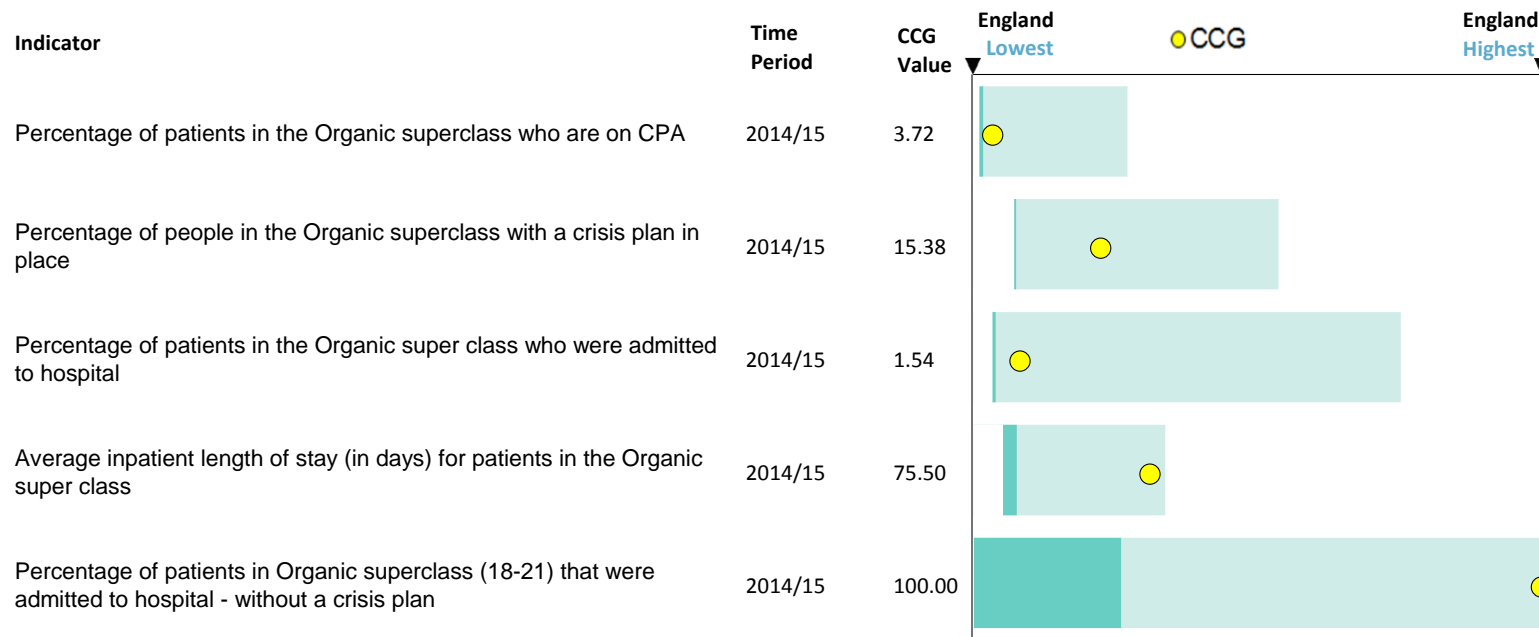 Indicator
Time
Period
CCG
Value
England
Lowest
CCG
England
Highest
Percentage of patients in the Organic superclass who are on CPA
2014/15
3.72
Percentage of people in the Organic superclass with a crisis plan in
place
2014/15
15.38
Percentage of patients in the Organic super class who were admitted
to hospital
2014/15
1.54
Average inpatient length of stay (in days) for patients in the Organic
super class
2014/15
75.50
Percentage of patients in Organic superclass (18-21) that were
admitted to hospital - without a crisis plan
2014/15
100.00